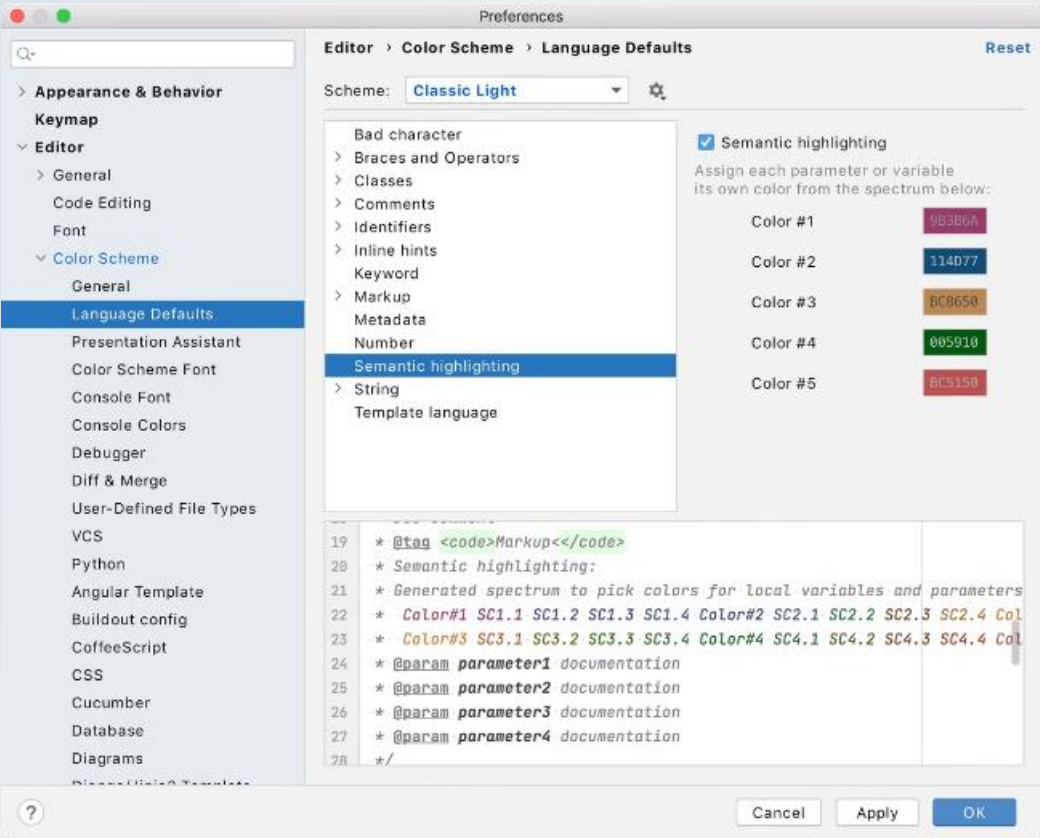 Preferences
Editor › Color Scheme › Language Defaults
Reset
Scheme: Classic Light
Appearance & Behavior
Keymap
Editor
General
Code Editing
Font
Color Scheme
General
Language Defaults
Presentation Assistant
Color Scheme Font
Console Font
Console Colors
Debugger
Diff & Merge
User-Defined File Types
VCS
Python
Angular Template
Buildout config
CoffeeScript
CSS
Cucumber
Database
Diagrams
Bad character
Braces and Operators
Classes
Comments
Identifiers
Inline hints
Keyword
Markup
Metadata
Number
Semantic highlighting
String
Template language
Semantic highlighting
Assign each parameter or variable
its own color from the spectrum below:
Color #1 9B3B6A
Color #2 114D77
Color #3 BC8650
Color #4 005910
Color #5 BC5150
19 * @tag <code>Markup<</code>
20 * Semantic highlighting:
21 * Generated spectrum to pick colors for local variables and parameters
22 * Color#1 SC1.1 SC1.2 SC1.3 SC1.4 Color#2 SC2.1 SC2.2 SC2.3 SC2.4 Col
23 * Color#3 SC3.1 SC3.2 SC3.3 SC3.4 Color#4 SC4.1 SC4.2 SC4.3 SC4.4 Col
24 * @param parameter1 documentation
25 * @param parameter2 documentation
26 * @param parameter3 documentation
27 * @param parameter4 documentation
28 */
?
Cancel
Apply
OK